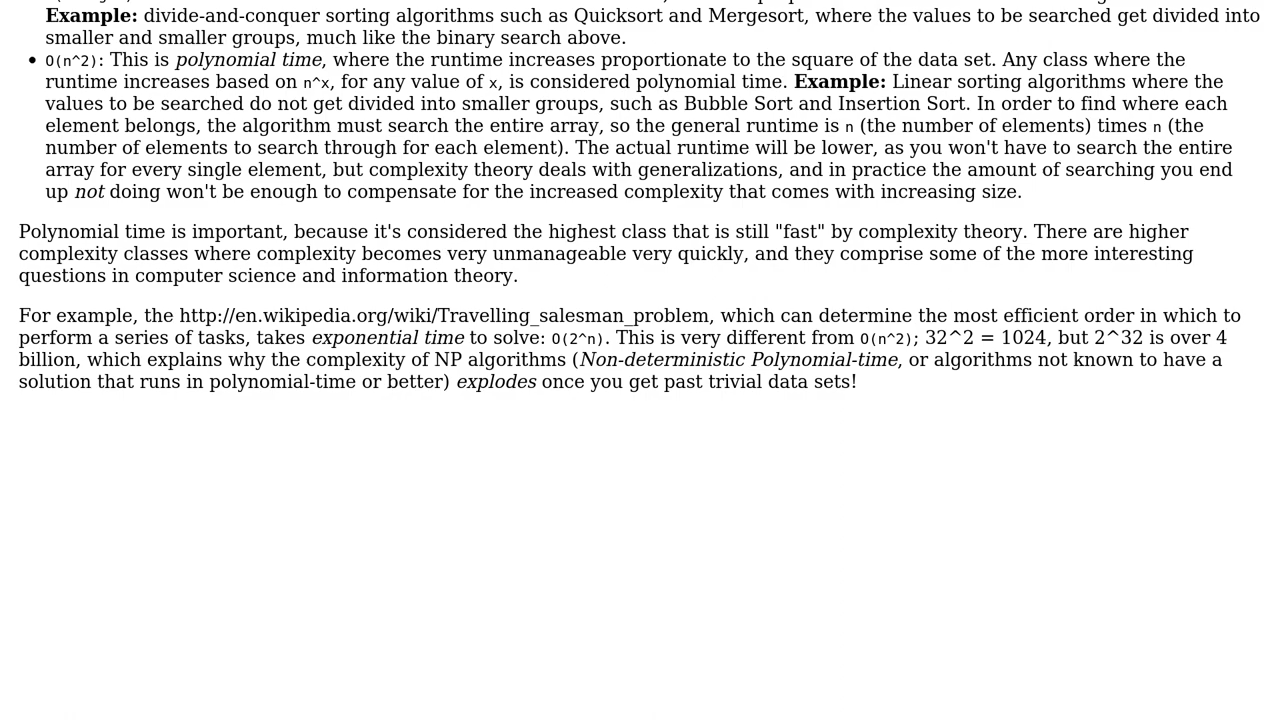 Example: divide-and-conquer sorting algorithms such as Quicksort and Mergesort, where the values to be searched get divided into
smaller and smaller groups, much like the binary search above.
• O(n^2): This is polynomial time, where the runtime increases proportionate to the square of the data set. Any class where the
runtime increases based on n^x, for any value of x, is considered polynomial time. Example: Linear sorting algorithms where the
values to be searched do not get divided into smaller groups, such as Bubble Sort and Insertion Sort. In order to find where each
element belongs, the algorithm must search the entire array, so the general runtime is n (the number of elements) times n (the
number of elements to search through for each element). The actual runtime will be lower, as you won't have to search the entire
array for every single element, but complexity theory deals with generalizations, and in practice the amount of searching you end
up not doing won't be enough to compensate for the increased complexity that comes with increasing size.
Polynomial time is important, because it's considered the highest class that is still "fast" by complexity theory. There are higher
complexity classes where complexity becomes very unmanageable very quickly, and they comprise some of the more interesting
questions in computer science and information theory.
For example, the http://en.wikipedia.org/wiki/Travelling_salesman_problem, which can determine the most efficient order in which to
perform a series of tasks, takes exponential time to solve: O(2^n). This is very different from O(n^2); 32^2 = 1024, but 2^32 is over 4
billion, which explains why the complexity of NP algorithms (Non-deterministic Polynomial-time, or algorithms not known to have a
solution that runs in polynomial-time or better) explodes once you get past trivial data sets!